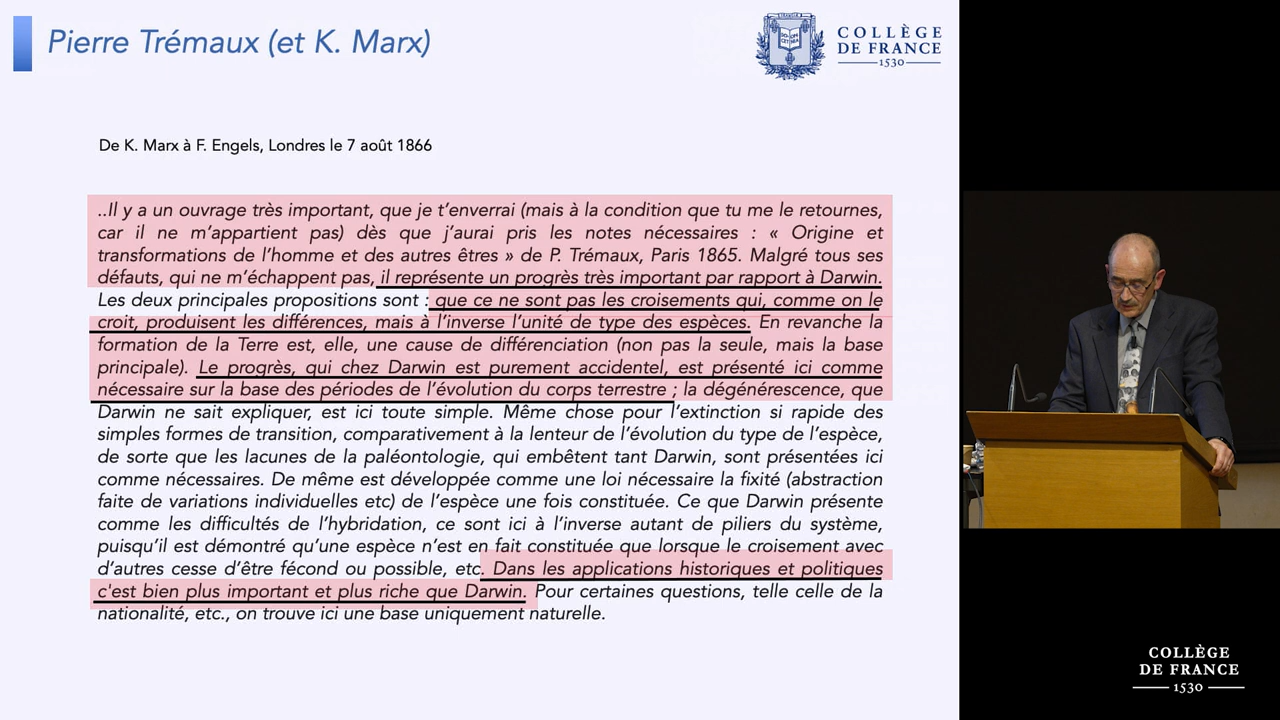 Pierre Trémaux (et K. Marx)
COLLÈGE
DE FRANCE
1530
De K. Marx à F. Engels, Londres le 7 août 1866
..Il y a un ouvrage très important, que je t’enverrai (mais à la condition que tu me le retournes,
car il ne m’appartient pas) dès que j’aurai pris les notes nécessaires : « Origine et
transformations de l’homme et des autres êtres » de P. Trémaux, Paris 1865. Malgré tous ses
défauts, qui ne m’échappent pas, il représente un progrès très important par rapport à Darwin.
Les deux principales propositions sont : que ce ne sont pas les croisements qui, comme on le
croit, produisent les différences, mais à l’inverse l’unité de type des espèces. En revanche la
formation de la Terre est, elle, une cause de différenciation (non pas la seule, mais la base
principale). Le progrès, qui chez Darwin est purement accidentel, est présenté ici comme
nécessaire sur la base des périodes de l’évolution du corps terrestre ; la dégénérescence, que
Darwin ne sait expliquer, est ici toute simple. Même chose pour l’extinction si rapide des
simples formes de transition, comparativement à la lenteur de l’évolution du type de l’espèce,
de sorte que les lacunes de la paléontologie, qui embêtent tant Darwin, sont présentées ici
comme nécessaires. De même est développée comme une loi nécessaire la fixité (abstraction
faite de variations individuelles etc) de l’espèce une fois constituée. Ce que Darwin présente
comme les difficultés de l’hybridation, ce sont ici à l’inverse autant de piliers du système,
puisqu’il est démontré qu’une espèce n’est en fait constituée que lorsque le croisement avec
d’autres cesse d’être fécond ou possible, etc. Dans les applications historiques et politiques
c'est bien plus important et plus riche que Darwin. Pour certaines questions, telle celle de la
nationalité, etc., on trouve ici une base uniquement naturelle.
COLLÈGE
DE FRANCE
1530